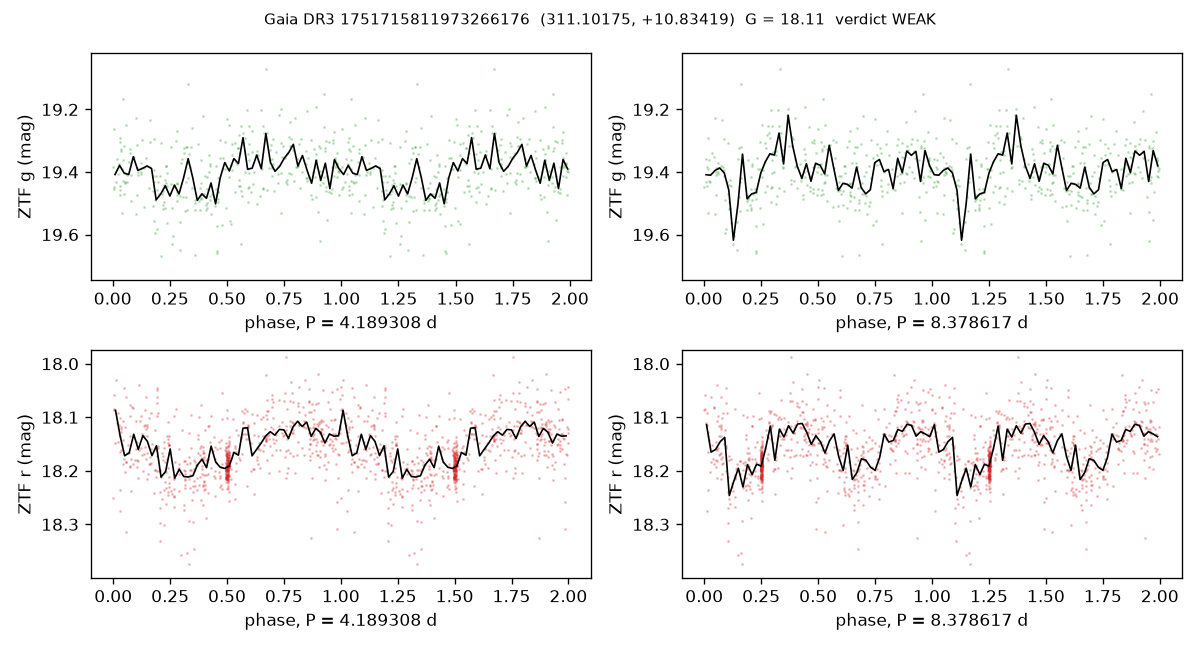 Gaia DR3 1751715811973266176 (311.10175, +10.83419) G = 18.11 verdict WEAK
ZTF g (mag)
19.2
19.4
19.6
0.00 0.25 0.50 0.75 1.00 1.25 1.50 1.75 2.00
phase, P = 4.189308 d
ZTF g (mag)
19.2
19.4
19.6
0.00 0.25 0.50 0.75 1.00 1.25 1.50 1.75 2.00
phase, P = 8.378617 d
ZTF r (mag)
18.0
18.1
18.2
18.3
0.00 0.25 0.50 0.75 1.00 1.25 1.50 1.75 2.00
phase, P = 4.189308 d
ZTF r (mag)
18.0
18.1
18.2
18.3
0.00 0.25 0.50 0.75 1.00 1.25 1.50 1.75 2.00
phase, P = 8.378617 d